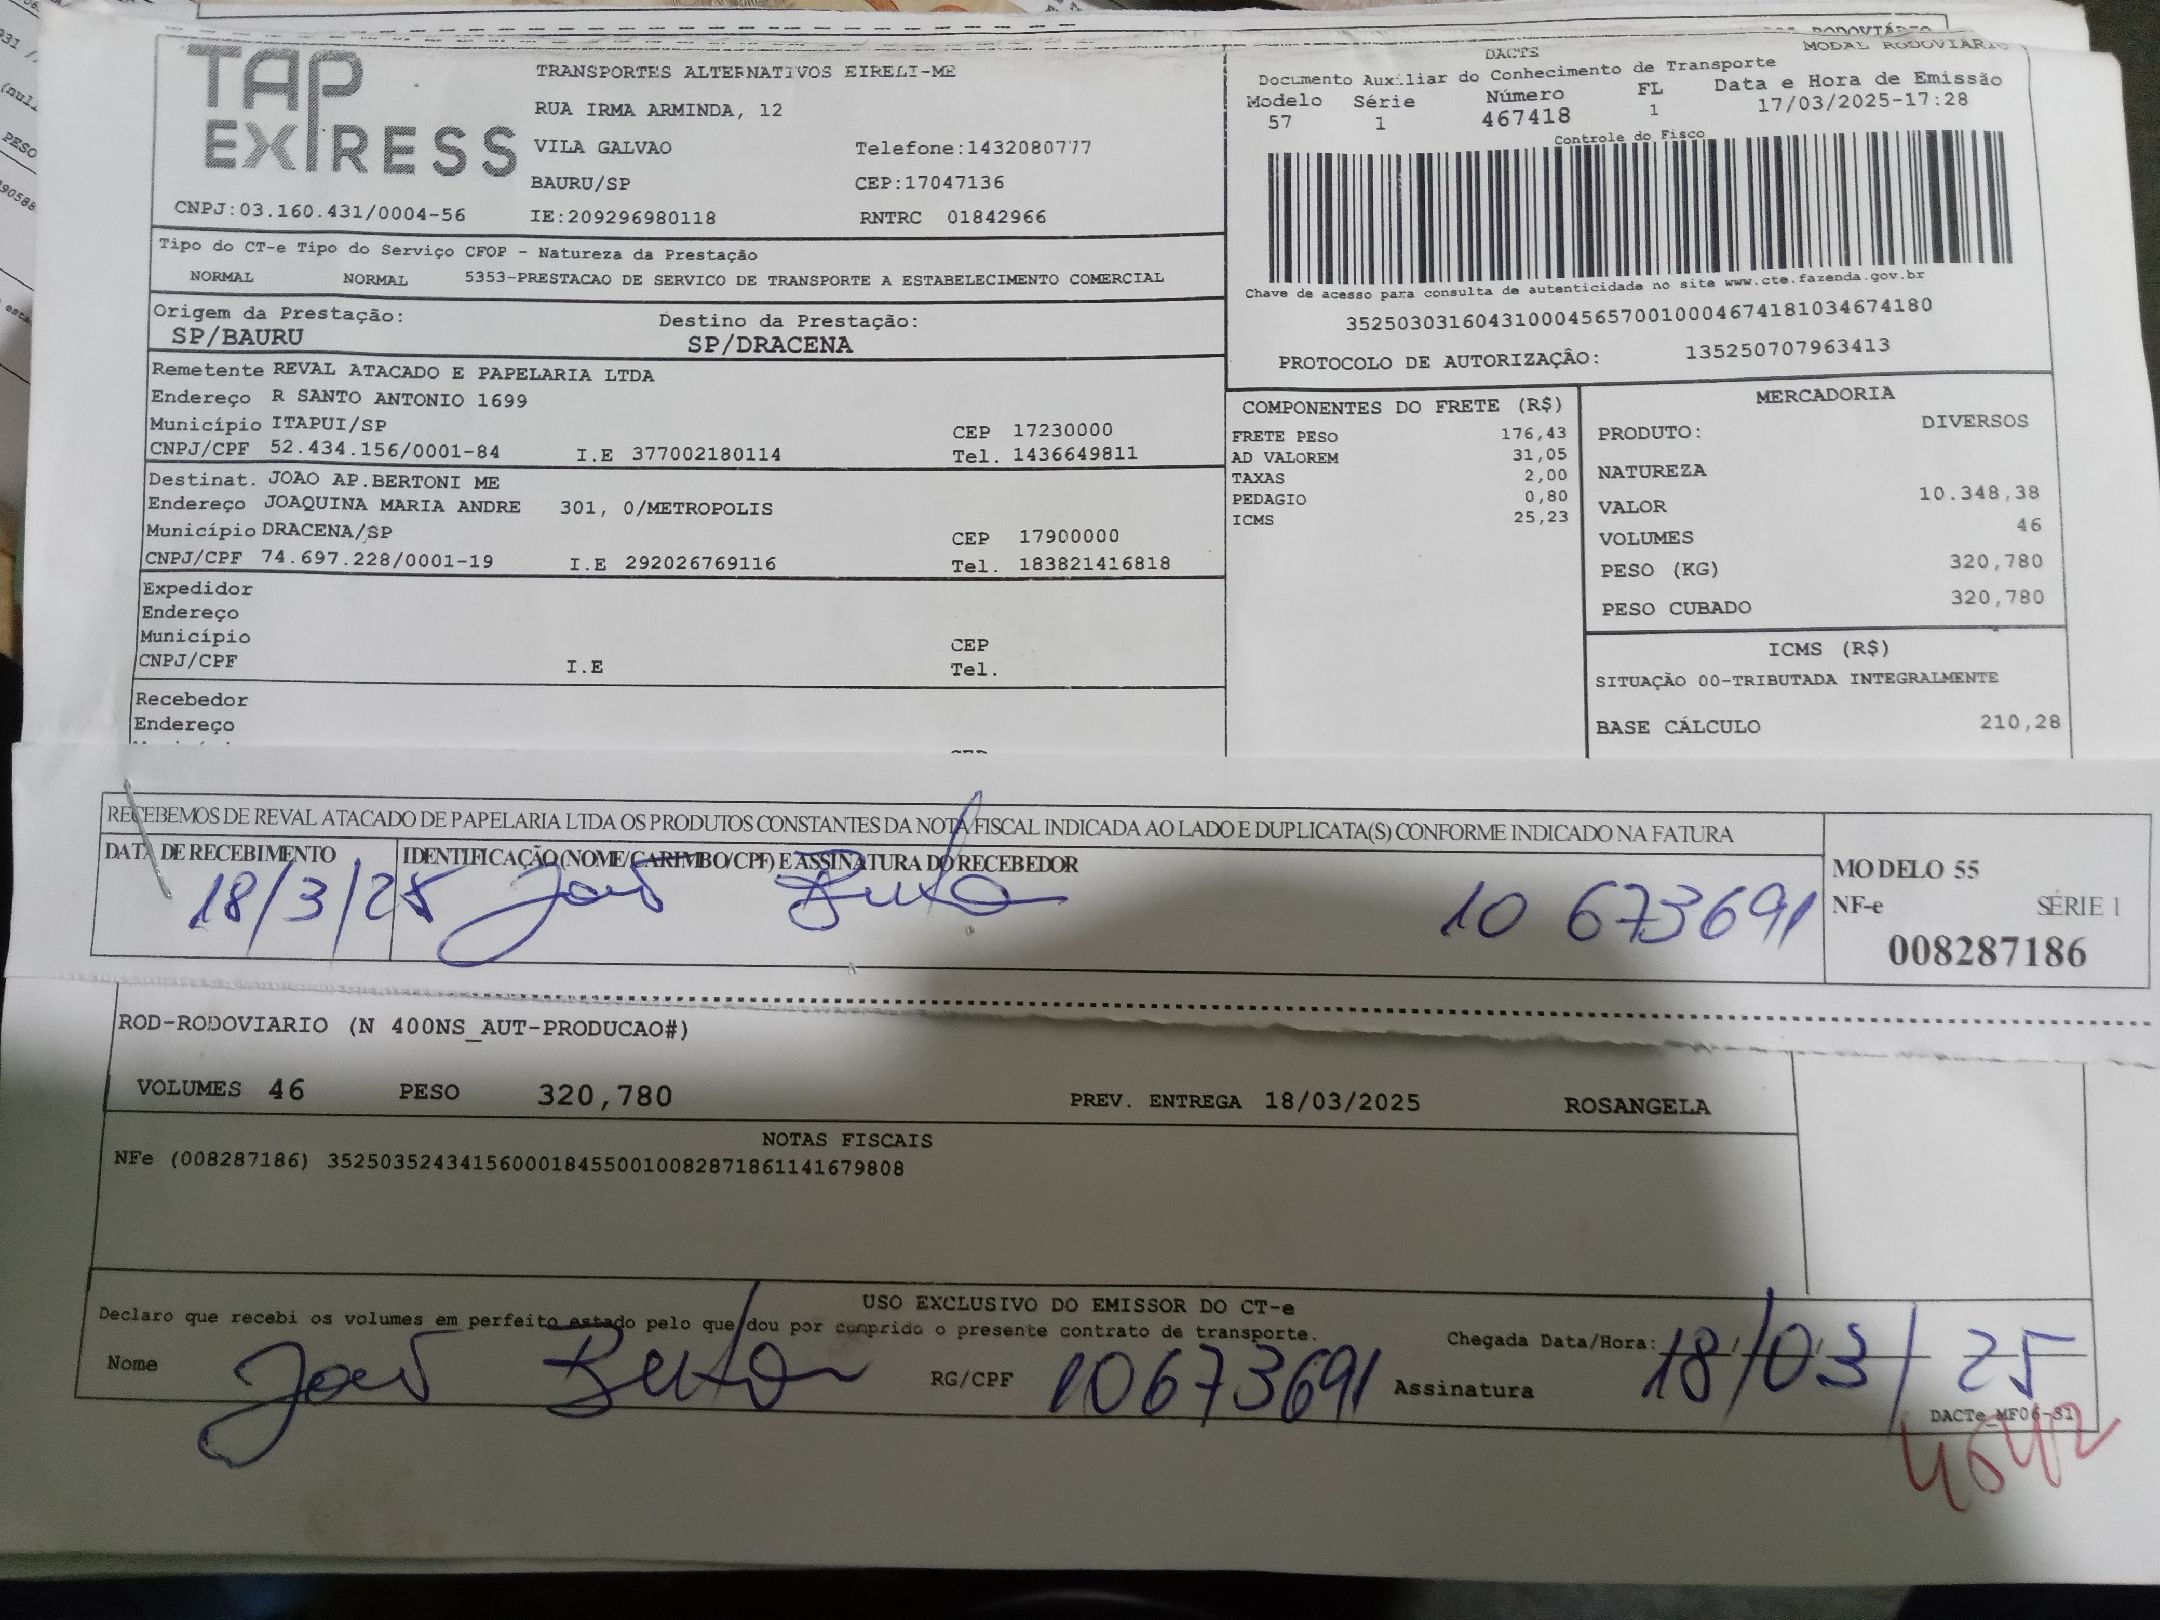 TAP EXPRESS
TRANSPORTES ALTERNATIVOS EIRELI-ME
RUA IRMA ARMINDA, 12
VILA GALVAO Telefone:1432080777
BAURU/SP CEP:17047136
CNPJ:03.160.431/0004-56 IE:209296980118 RNTRC 01842966
DACTS MODAL RODOVIÁRIO
Documento Auxiliar do Conhecimento de Transporte
Modelo Série Número FL Data e Hora de Emissão
57 1 467418 1 17/03/2025-17:28
Controle do Fisco
Chave de acesso para consulta de autenticidade no site www.cte.fazenda.gov.br
35250303160431000456570010004674181034674180
PROTOCOLO DE AUTORIZAÇÃO: 135250707963413
Tipo do CT-e Tipo do Serviço CFOP - Natureza da Prestação
NORMAL NORMAL 5353-PRESTACAO DE SERVICO DE TRANSPORTE A ESTABELECIMENTO COMERCIAL
Origem da Prestação: Destino da Prestação:
SP/BAURU SP/DRACENA
Remetente REVAL ATACADO E PAPELARIA LTDA
Endereço R SANTO ANTONIO 1699
Município ITAPUI/SP CEP 17230000
CNPJ/CPF 52.434.156/0001-84 I.E 377002180114 Tel. 1436649811
Destinat. JOAO AP.BERTONI ME
Endereço JOAQUINA MARIA ANDRE 301, 0/METROPOLIS
Município DRACENA/SP CEP 17900000
CNPJ/CPF 74.697.228/0001-19 I.E 292026769116 Tel. 183821416818
Expedidor
Endereço
Município CEP
CNPJ/CPF I.E Tel.
Recebedor
Endereço
COMPONENTES DO FRETE (R$)
FRETE PESO 176,43
AD VALOREM 31,05
TAXAS 2,00
PEDAGIO 0,80
ICMS 25,23
MERCADORIA
PRODUTO: DIVERSOS
NATUREZA
VALOR 10.348,38
VOLUMES 46
PESO (KG) 320,780
PESO CUBADO 320,780
ICMS (R$)
SITUAÇÃO 00-TRIBUTADA INTEGRALMENTE
BASE CÁLCULO 210,28
RECEBEMOS DE REVAL ATACADO DE PAPELARIA LTDA OS PRODUTOS CONSTANTES DA NOTA FISCAL INDICADA AO LADO E DUPLICATA(S) CONFORME INDICADO NA FATURA
DATA DE RECEBIMENTO IDENTIFICAÇÃO (NOME/CARIMBO/CPF) E ASSINATURA DO RECEBEDOR
18/3/25 10 673691
MODELO 55
NF-e SÉRIE 1
008287186
ROD-RODOVIARIO (N 400NS_AUT-PRODUCAO#)
VOLUMES 46 PESO 320,780 PREV. ENTREGA 18/03/2025 ROSANGELA
NOTAS FISCAIS
NFe (008287186) 35250352434156000184550010082871861141679808
USO EXCLUSIVO DO EMISSOR DO CT-e
Declaro que recebi os volumes em perfeito estado pelo que dou por cumprido o presente contrato de transporte.
Chegada Data/Hora: 18/03/25
Nome RG/CPF 10673691 Assinatura